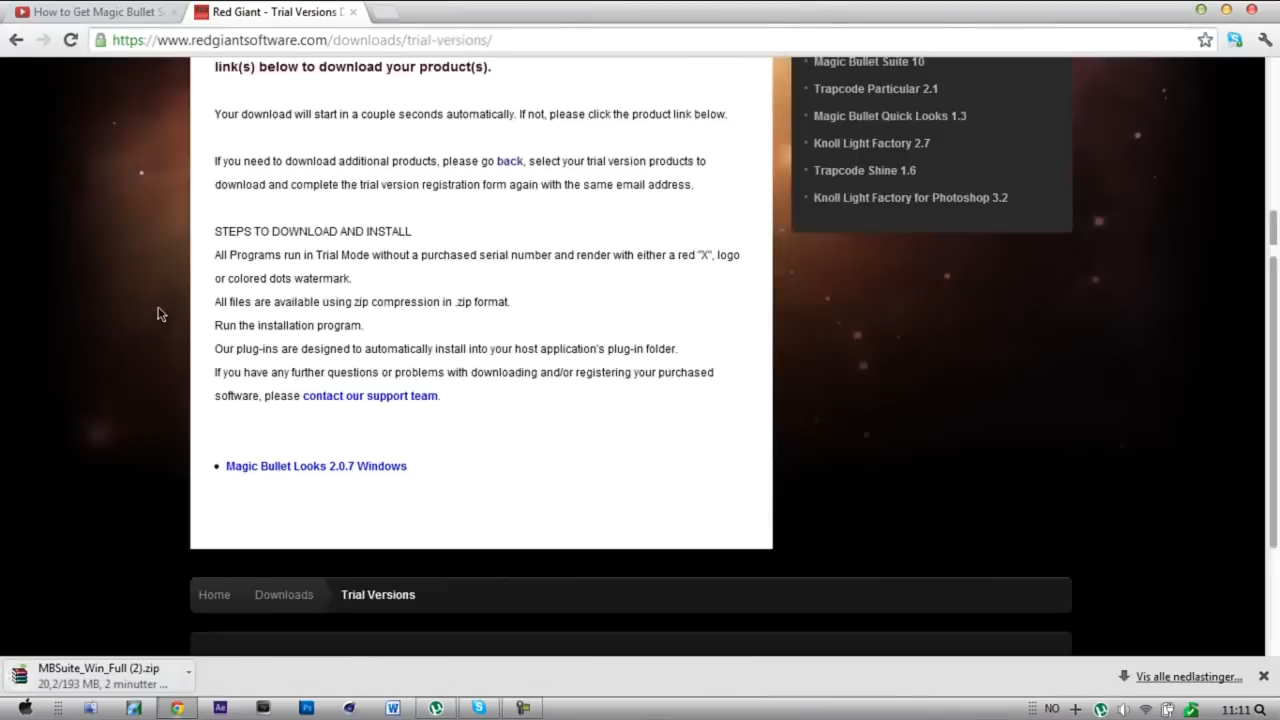 How to Get Magic Bullet S
Red Giant - Trial Versions D
https://www.redgiantsoftware.com/downloads/trial-versions/
link(s) below to download your product(s).
Your download will start in a couple seconds automatically. If not, please click the product link below.
If you need to download additional products, please go back, select your trial version products to
download and complete the trial version registration form again with the same email address.
STEPS TO DOWNLOAD AND INSTALL
All Programs run in Trial Mode without a purchased serial number and render with either a red "X", logo
or colored dots watermark.
All files are available using zip compression in .zip format.
Run the installation program.
Our plug-ins are designed to automatically install into your host application's plug-in folder.
If you have any further questions or problems with downloading and/or registering your purchased
software, please contact our support team.
• Magic Bullet Looks 2.0.7 Windows
Magic Bullet Suite 10
Trapcode Particular 2.1
Magic Bullet Quick Looks 1.3
Knoll Light Factory 2.7
Trapcode Shine 1.6
Knoll Light Factory for Photoshop 3.2
Home Downloads Trial Versions
MBSuite_Win_Full (2).zip
20,2/193 MB, 2 minutter ...
Vis alle nedlastinger...
Ae Ps W NO 11:11